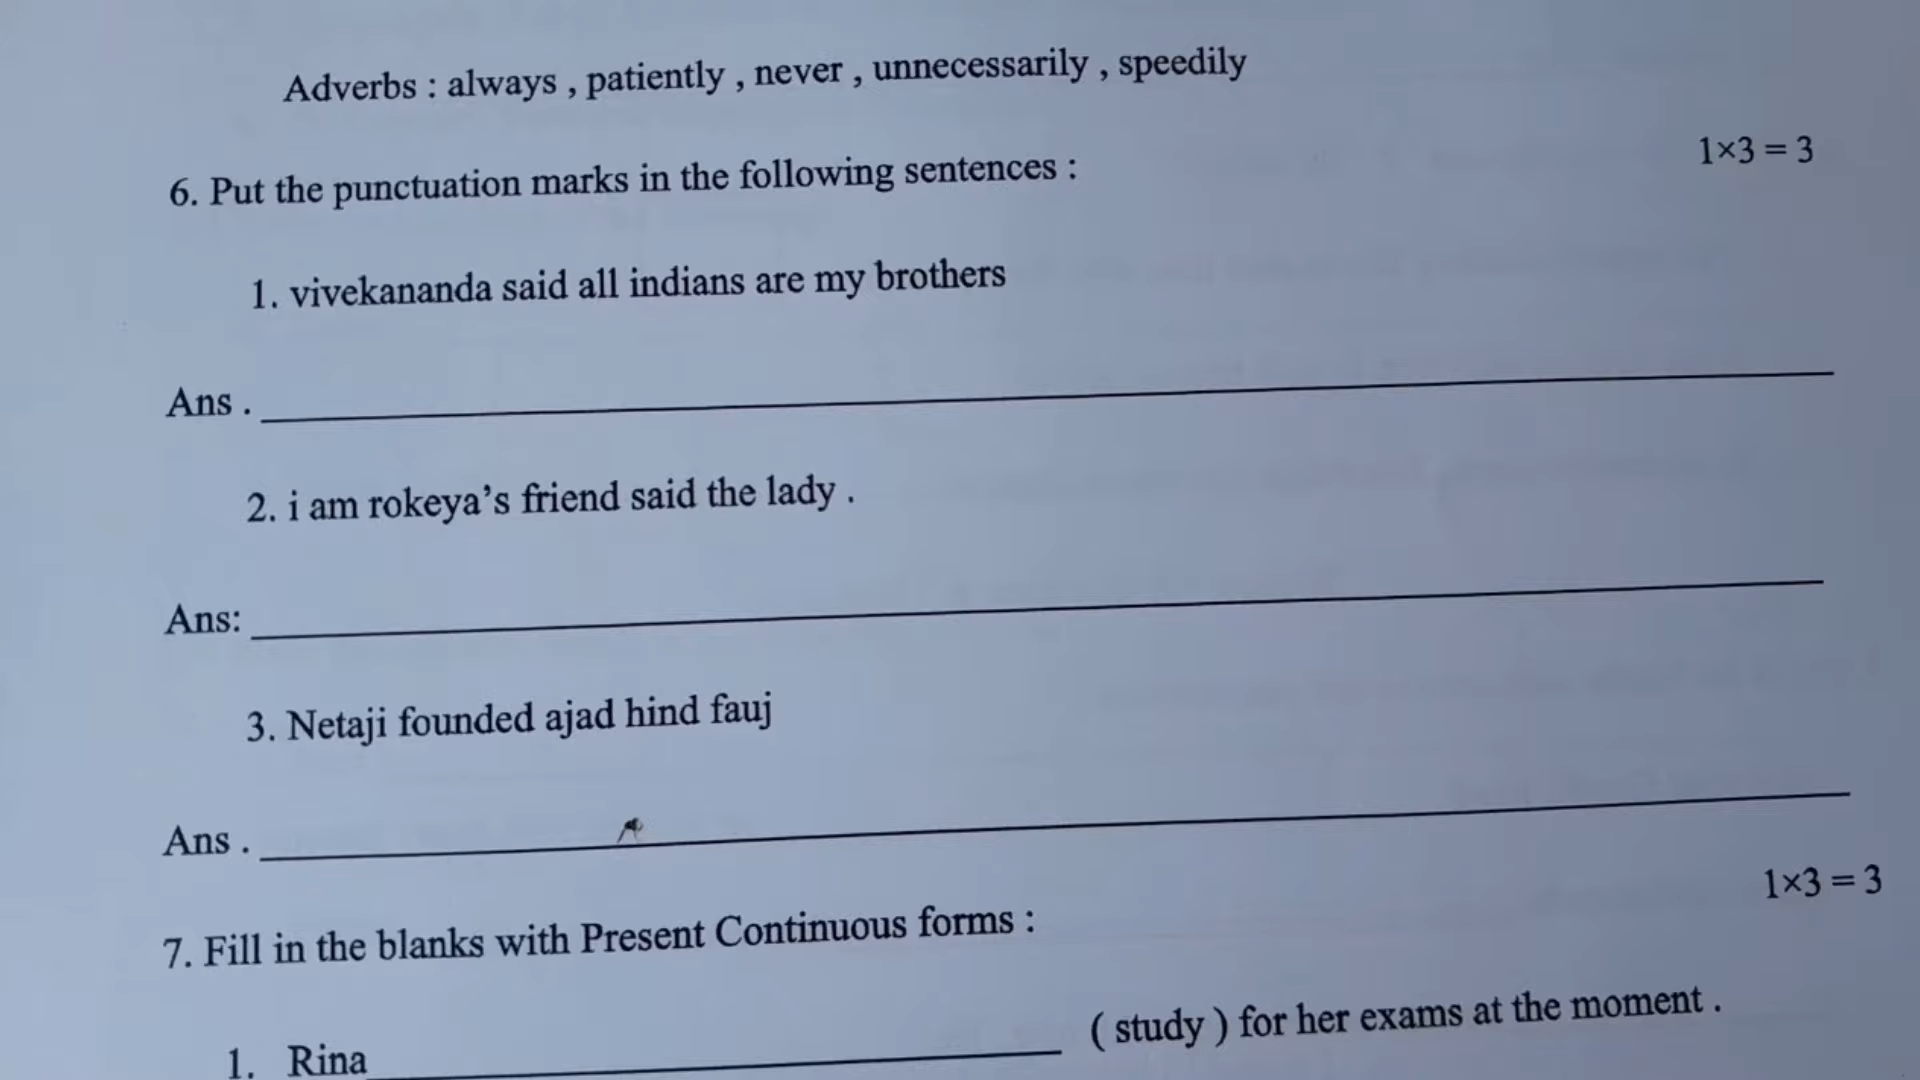 Adverbs : always , patiently , never , unnecessarily , speedily
1×3 = 3
6. Put the punctuation marks in the following sentences :
1. vivekananda said all indians are my brothers
Ans .
2. i am rokeya’s friend said the lady .
Ans:
3. Netaji founded ajad hind fauj
Ans .
1×3 = 3
7. Fill in the blanks with Present Continuous forms :
1. Rina ( study ) for her exams at the moment .